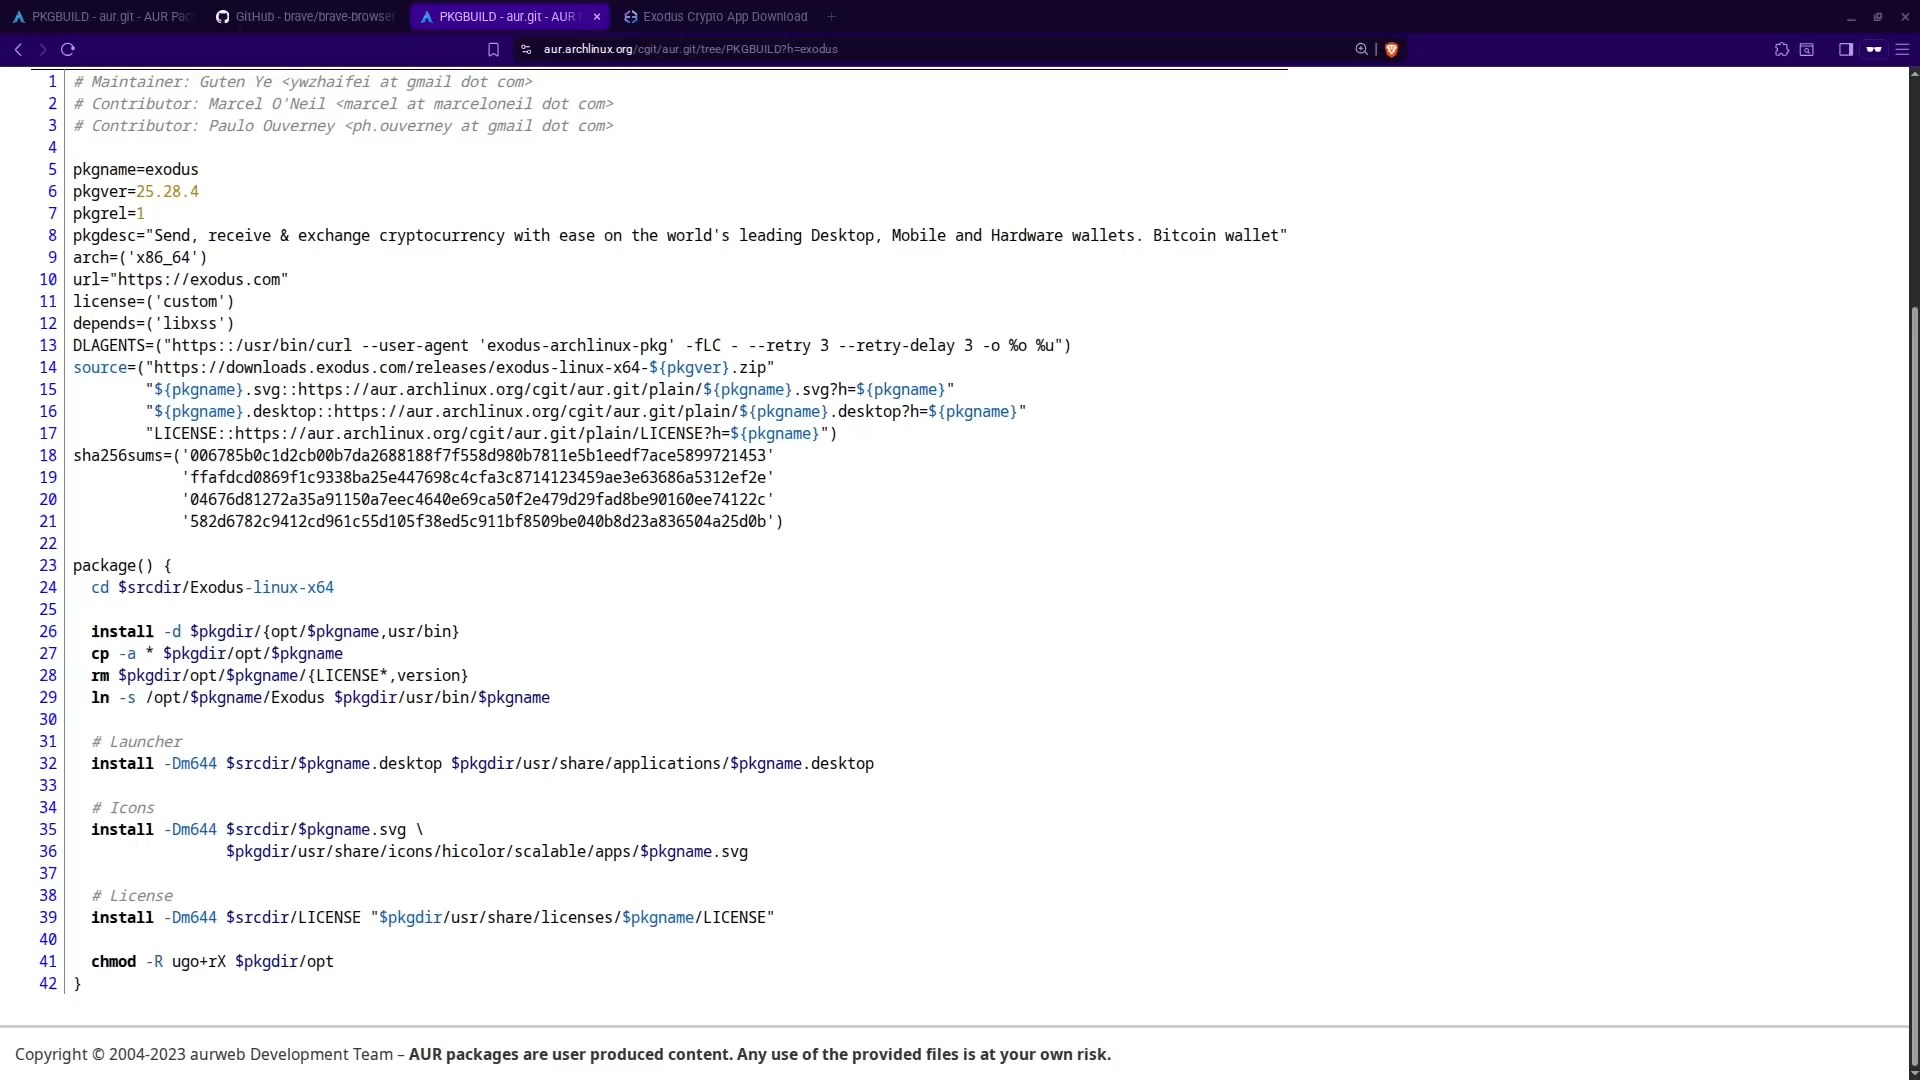 PKGBUILD - aur.git - AUR Pac
GitHub - brave/brave-browser
PKGBUILD - aur.git - AUR
Exodus Crypto App Download
aur.archlinux.org/cgit/aur.git/tree/PKGBUILD?h=exodus
1 # Maintainer: Guten Ye <ywzhaifei at gmail dot com>
2 # Contributor: Marcel O'Neil <marcel at marceloneil dot com>
3 # Contributor: Paulo Ouverney <ph.ouverney at gmail dot com>
4
5 pkgname=exodus
6 pkgver=25.28.4
7 pkgrel=1
8 pkgdesc="Send, receive & exchange cryptocurrency with ease on the world's leading Desktop, Mobile and Hardware wallets. Bitcoin wallet"
9 arch=('x86_64')
10 url="https://exodus.com"
11 license=('custom')
12 depends=('libxss')
13 DLAGENTS=("https::/usr/bin/curl --user-agent 'exodus-archlinux-pkg' -fLC - --retry 3 --retry-delay 3 -o %o %u")
14 source=("https://downloads.exodus.com/releases/exodus-linux-x64-${pkgver}.zip"
15 "${pkgname}.svg::https://aur.archlinux.org/cgit/aur.git/plain/${pkgname}.svg?h=${pkgname}"
16 "${pkgname}.desktop::https://aur.archlinux.org/cgit/aur.git/plain/${pkgname}.desktop?h=${pkgname}"
17 "LICENSE::https://aur.archlinux.org/cgit/aur.git/plain/LICENSE?h=${pkgname}")
18 sha256sums=('006785b0c1d2cb00b7da2688188f7f558d980b7811e5b1eedf7ace5899721453'
19 'ffafdcd0869f1c9338ba25e447698c4cfa3c8714123459ae3e63686a5312ef2e'
20 '04676d81272a35a91150a7eec4640e69ca50f2e479d29fad8be90160ee74122c'
21 '582d6782c9412cd961c55d105f38ed5c911bf8509be040b8d23a836504a25d0b')
22
23 package() {
24 cd $srcdir/Exodus-linux-x64
25
26 install -d $pkgdir/{opt/$pkgname,usr/bin}
27 cp -a * $pkgdir/opt/$pkgname
28 rm $pkgdir/opt/$pkgname/{LICENSE*,version}
29 ln -s /opt/$pkgname/Exodus $pkgdir/usr/bin/$pkgname
30
31 # Launcher
32 install -Dm644 $srcdir/$pkgname.desktop $pkgdir/usr/share/applications/$pkgname.desktop
33
34 # Icons
35 install -Dm644 $srcdir/$pkgname.svg \
36 $pkgdir/usr/share/icons/hicolor/scalable/apps/$pkgname.svg
37
38 # License
39 install -Dm644 $srcdir/LICENSE "$pkgdir/usr/share/licenses/$pkgname/LICENSE"
40
41 chmod -R ugo+rX $pkgdir/opt
42 }
Copyright © 2004-2023 aurweb Development Team – AUR packages are user produced content. Any use of the provided files is at your own risk.